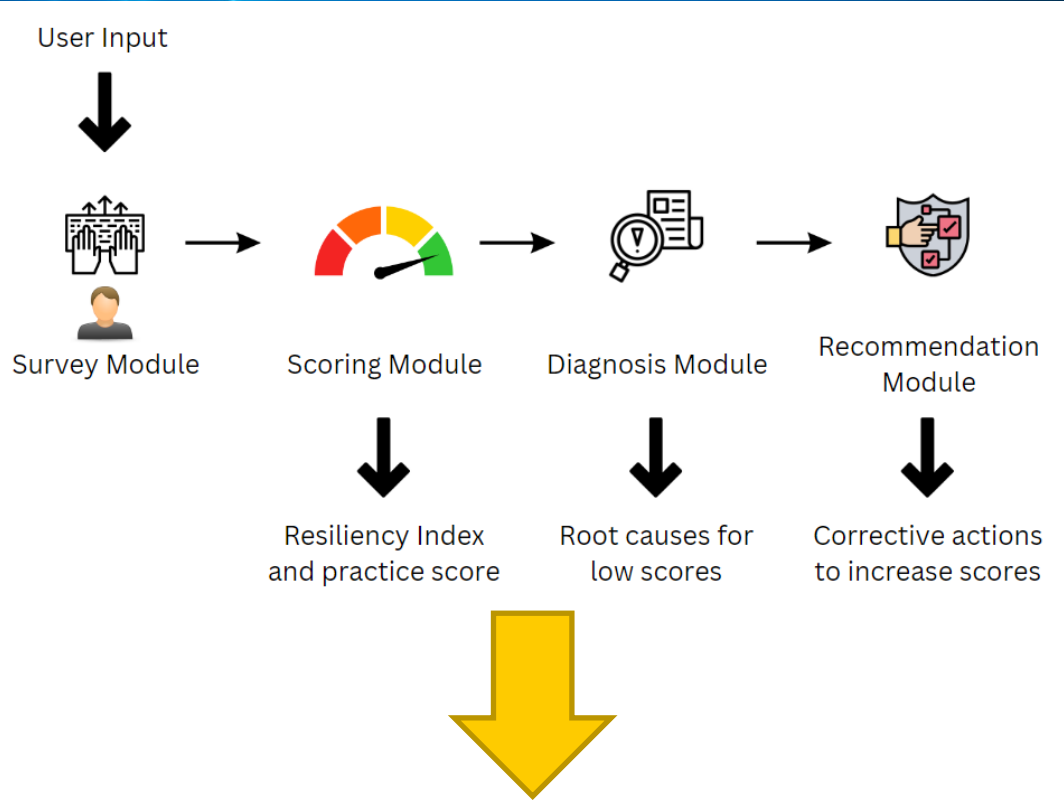 User Input
Survey Module
Scoring Module
Diagnosis Module
Recommendation
Module
Resiliency Index
and practice score
Root causes for
low scores
Corrective actions
to increase scores